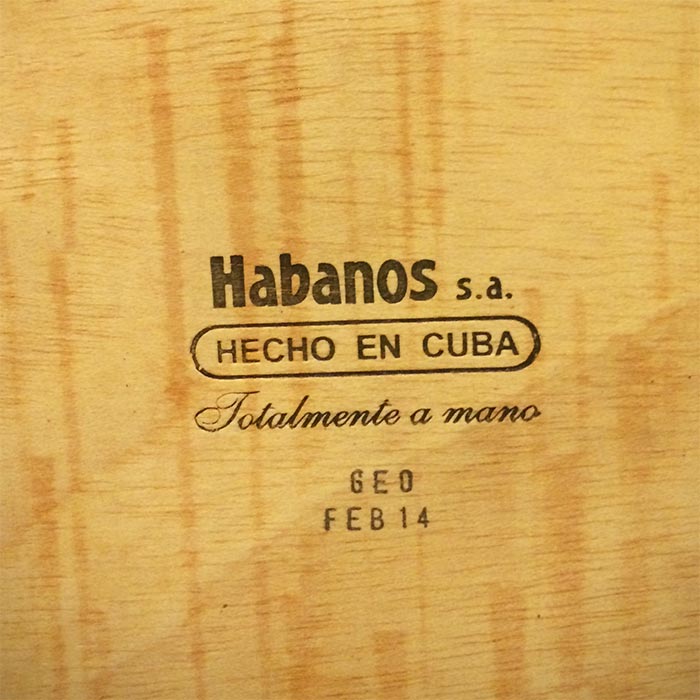 Habanos s.a.
HECHO EN CUBA
Totalmente a mano
GEO
FEB 14